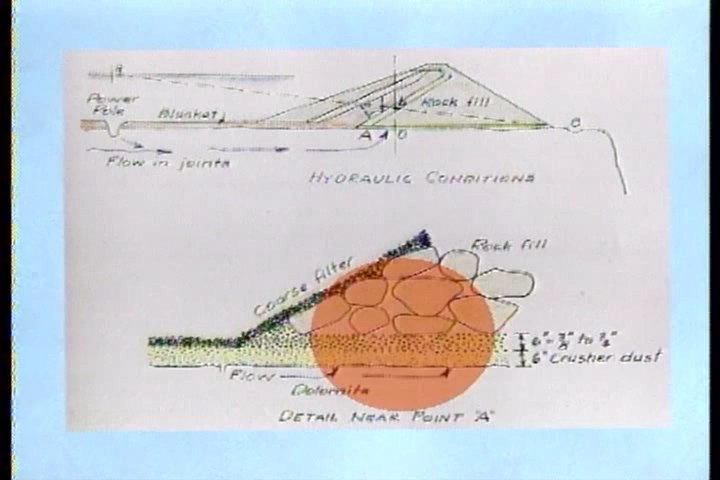 Power
Pole
Blanket
Rock fill
A
O
C
Flow in joints
HYDRAULIC CONDITIONS
Rock fill
Coarse filter
6" - 3/8" to 3/4"
6" Crusher dust
Flow
Dolomite
DETAIL NEAR POINT "A"